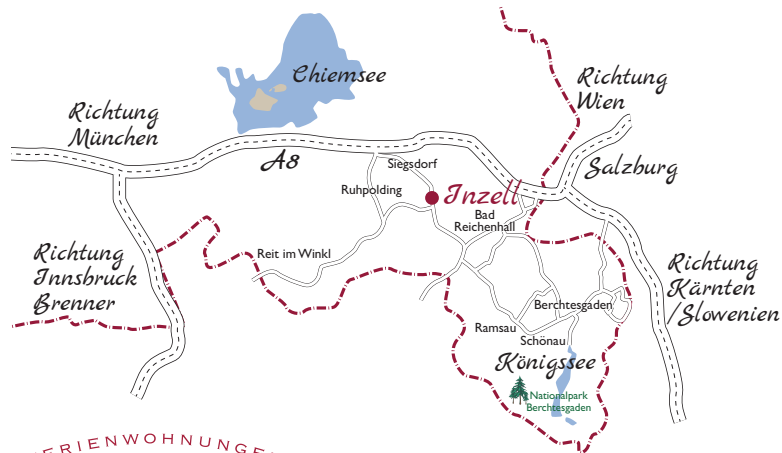 Chiemsee
Richtung
Wien
Richtung
München
A8
Siegsdorf
Salzburg
Ruhpolding
Inzell
Bad
Reichenhall
Reit im Winkl
Richtung
Innsbruck
Brenner
Richtung
Kärnten
/Slowenien
Berchtesgaden
Ramsau
Schönau
Königssee
Nationalpark
Berchtesgaden
ERIENWOHNUNGE